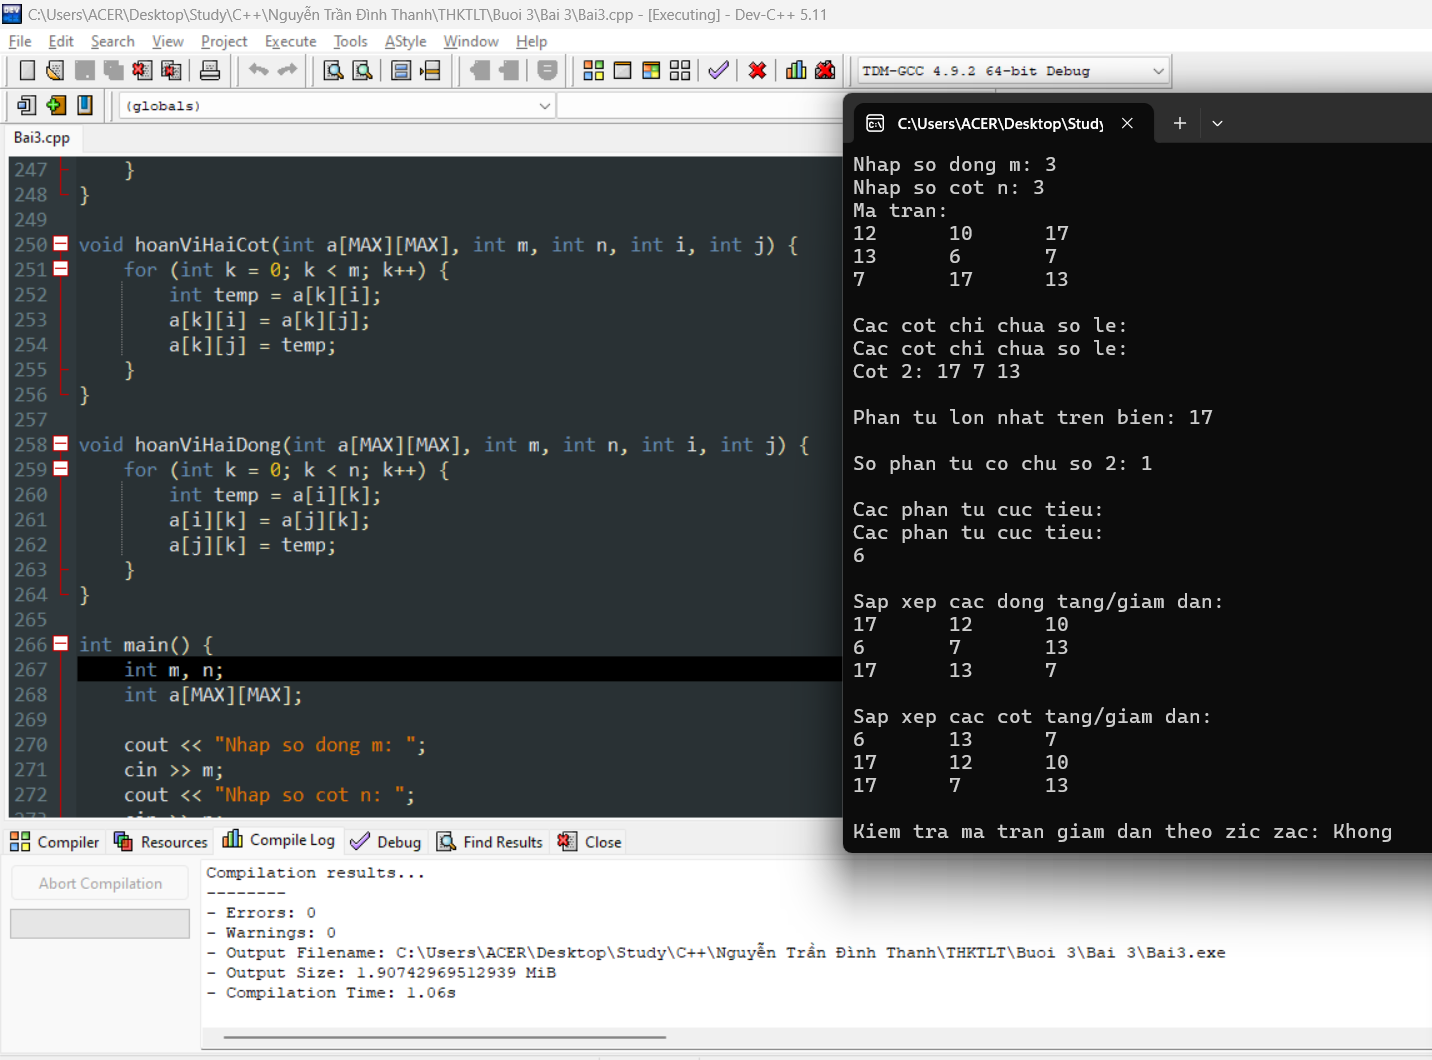 C:\Users\ACER\Desktop\Study\C++\Nguyễn Trần Đình Thanh\THKTLT\Buoi 3\Bai 3\Bai3.cpp - [Executing] - Dev-C++ 5.11
File Edit Search View Project Execute Tools AStyle Window Help
TDM-GCC 4.9.2 64-bit Debug
(globals)
Bai3.cpp
247 }
248 }
249
250 void hoanViHaiCot(int a[MAX][MAX], int m, int n, int i, int j) {
251 for (int k = 0; k < m; k++) {
252 int temp = a[k][i];
253 a[k][i] = a[k][j];
254 a[k][j] = temp;
255 }
256 }
257
258 void hoanViHaiDong(int a[MAX][MAX], int m, int n, int i, int j) {
259 for (int k = 0; k < n; k++) {
260 int temp = a[i][k];
261 a[i][k] = a[j][k];
262 a[j][k] = temp;
263 }
264 }
265
266 int main() {
267 int m, n;
268 int a[MAX][MAX];
269
270 cout << "Nhap so dong m: ";
271 cin >> m;
272 cout << "Nhap so cot n: ";
C:\Users\ACER\Desktop\Study
Nhap so dong m: 3
Nhap so cot n: 3
Ma tran:
12 10 17
13 6 7
7 17 13
Cac cot chi chua so le:
Cac cot chi chua so le:
Cot 2: 17 7 13
Phan tu lon nhat tren bien: 17
So phan tu co chu so 2: 1
Cac phan tu cuc tieu:
Cac phan tu cuc tieu:
6
Sap xep cac dong tang/giam dan:
17 12 10
6 7 13
17 13 7
Sap xep cac cot tang/giam dan:
6 13 7
17 12 10
17 7 13
Kiem tra ma tran giam dan theo zic zac: Khong
Compiler Resources Compile Log Debug Find Results Close
Abort Compilation
Compilation results...
--------
- Errors: 0
- Warnings: 0
- Output Filename: C:\Users\ACER\Desktop\Study\C++\Nguyễn Trần Đình Thanh\THKTLT\Buoi 3\Bai 3\Bai3.exe
- Output Size: 1.90742969512939 MiB
- Compilation Time: 1.06s